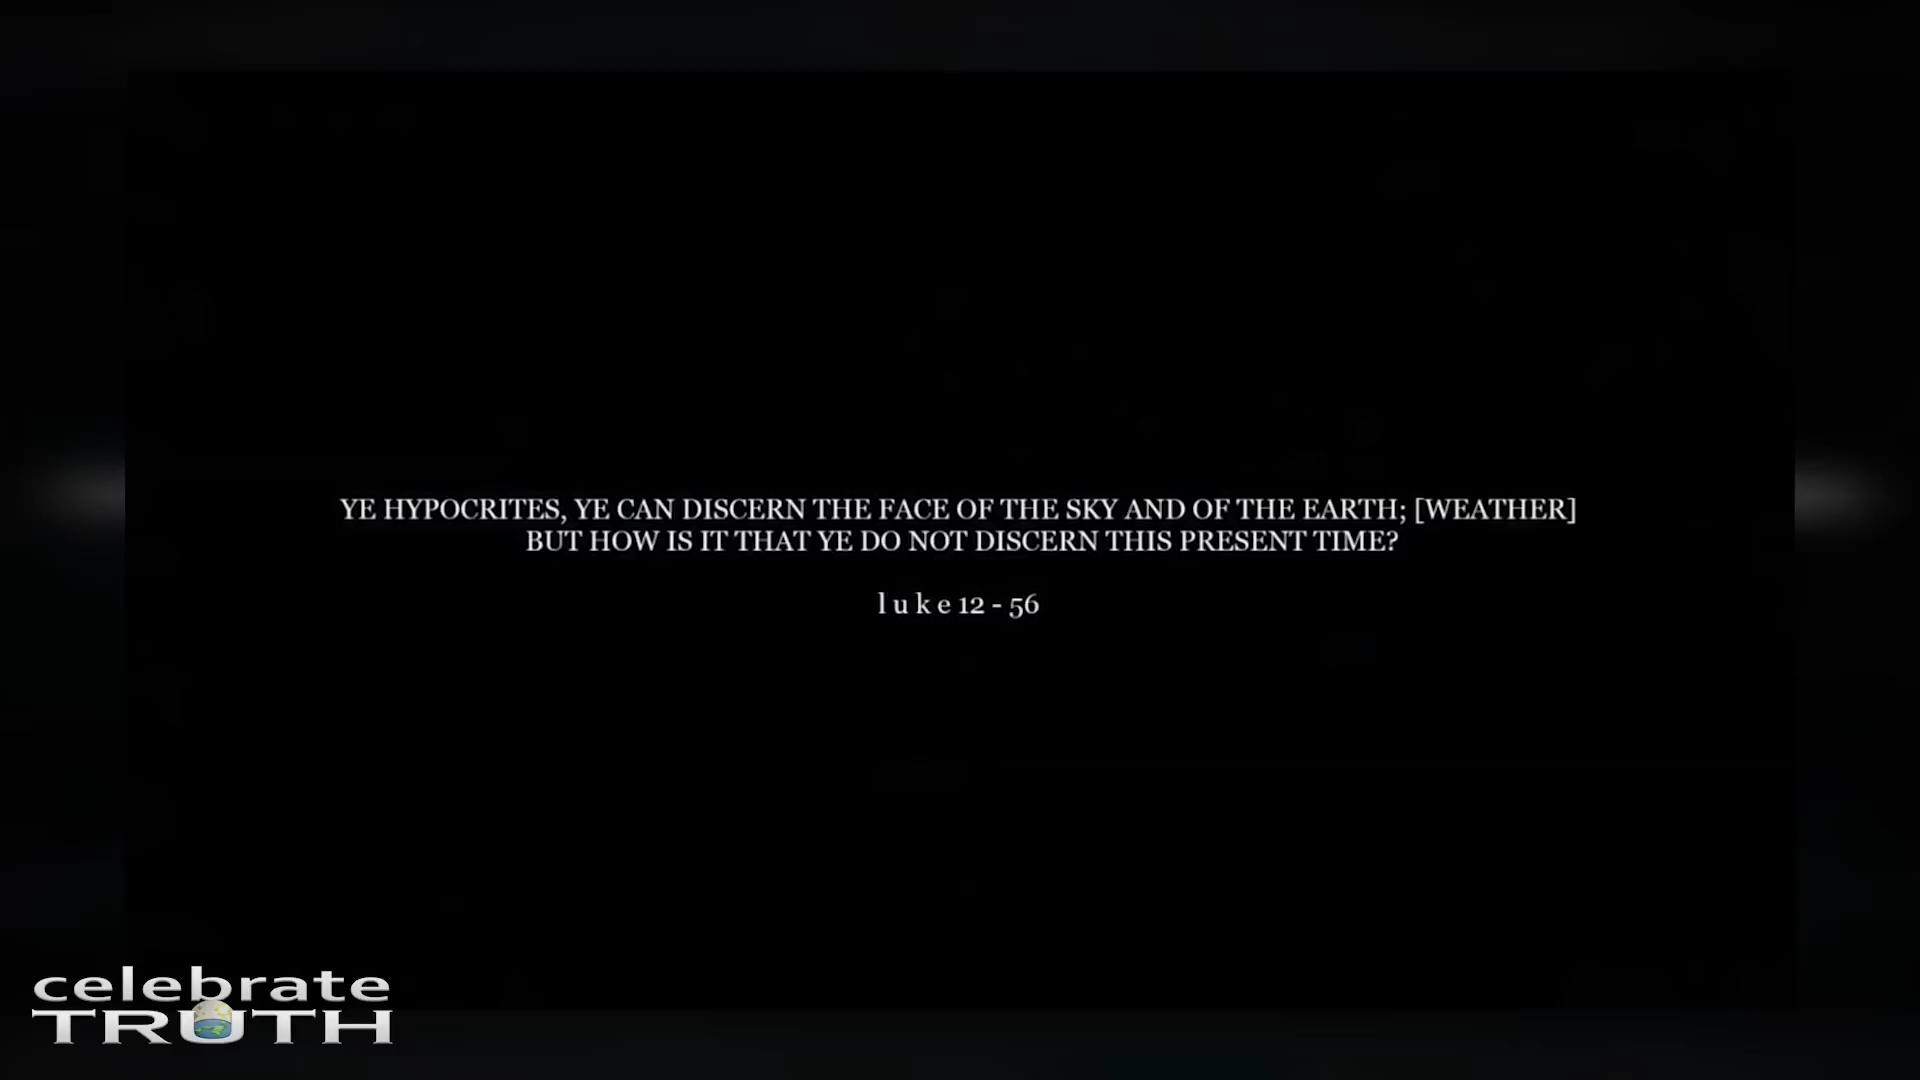 YE HYPOCRITES, YE CAN DISCERN THE FACE OF THE SKY AND OF THE EARTH; [WEATHER]
BUT HOW IS IT THAT YE DO NOT DISCERN THIS PRESENT TIME?
l u k e 12 - 56
celebrate
TRUTH